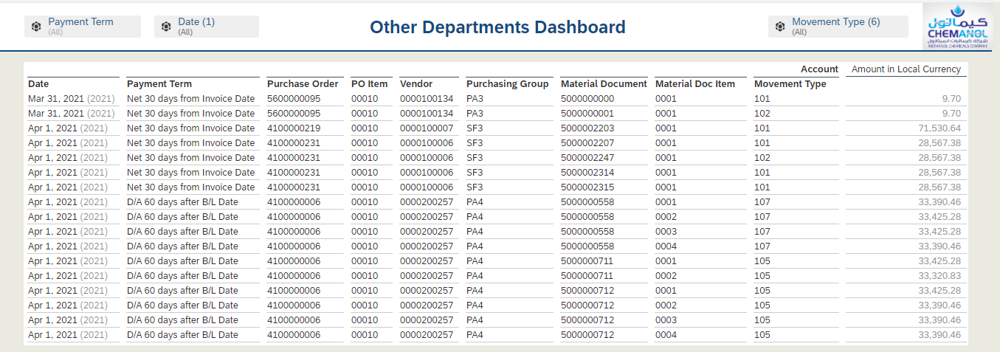 Payment Term
(All)
Date (1)
(All)
Other Departments Dashboard
Movement Type (6)
(All)
كيمانول
CHEMANOL
شركة كيمائيات الميثانول
METHANOL CHEMICALS COMPANY
Account Amount in Local Currency
Date Payment Term Purchase Order PO Item Vendor Purchasing Group Material Document Material Doc Item Movement Type
Mar 31, 2021 (2021) Net 30 days from Invoice Date 5600000095 00010 0000100134 PA3 5000000000 0001 101 9.70
Mar 31, 2021 (2021) Net 30 days from Invoice Date 5600000095 00010 0000100134 PA3 5000000001 0001 102 9.70
Apr 1, 2021 (2021) Net 30 days from Invoice Date 4100000219 00010 0000100007 SF3 5000002203 0001 101 71,530.64
Apr 1, 2021 (2021) Net 30 days from Invoice Date 4100000231 00010 0000100006 SF3 5000002207 0001 101 28,567.38
Apr 1, 2021 (2021) Net 30 days from Invoice Date 4100000231 00010 0000100006 SF3 5000002247 0001 102 28,567.38
Apr 1, 2021 (2021) Net 30 days from Invoice Date 4100000231 00010 0000100006 SF3 5000002314 0001 101 28,567.38
Apr 1, 2021 (2021) Net 30 days from Invoice Date 4100000231 00010 0000100006 SF3 5000002315 0001 101 28,567.38
Apr 1, 2021 (2021) D/A 60 days after B/L Date 4100000006 00010 0000200257 PA4 5000000558 0001 107 33,390.46
Apr 1, 2021 (2021) D/A 60 days after B/L Date 4100000006 00010 0000200257 PA4 5000000558 0002 107 33,425.28
Apr 1, 2021 (2021) D/A 60 days after B/L Date 4100000006 00010 0000200257 PA4 5000000558 0003 107 33,425.28
Apr 1, 2021 (2021) D/A 60 days after B/L Date 4100000006 00010 0000200257 PA4 5000000558 0004 107 33,390.46
Apr 1, 2021 (2021) D/A 60 days after B/L Date 4100000006 00010 0000200257 PA4 5000000711 0001 105 33,425.28
Apr 1, 2021 (2021) D/A 60 days after B/L Date 4100000006 00010 0000200257 PA4 5000000711 0002 105 33,320.83
Apr 1, 2021 (2021) D/A 60 days after B/L Date 4100000006 00010 0000200257 PA4 5000000712 0001 105 33,425.28
Apr 1, 2021 (2021) D/A 60 days after B/L Date 4100000006 00010 0000200257 PA4 5000000712 0002 105 33,390.46
Apr 1, 2021 (2021) D/A 60 days after B/L Date 4100000006 00010 0000200257 PA4 5000000712 0003 105 33,390.46
Apr 1, 2021 (2021) D/A 60 days after B/L Date 4100000006 00010 0000200257 PA4 5000000712 0004 105 33,390.46